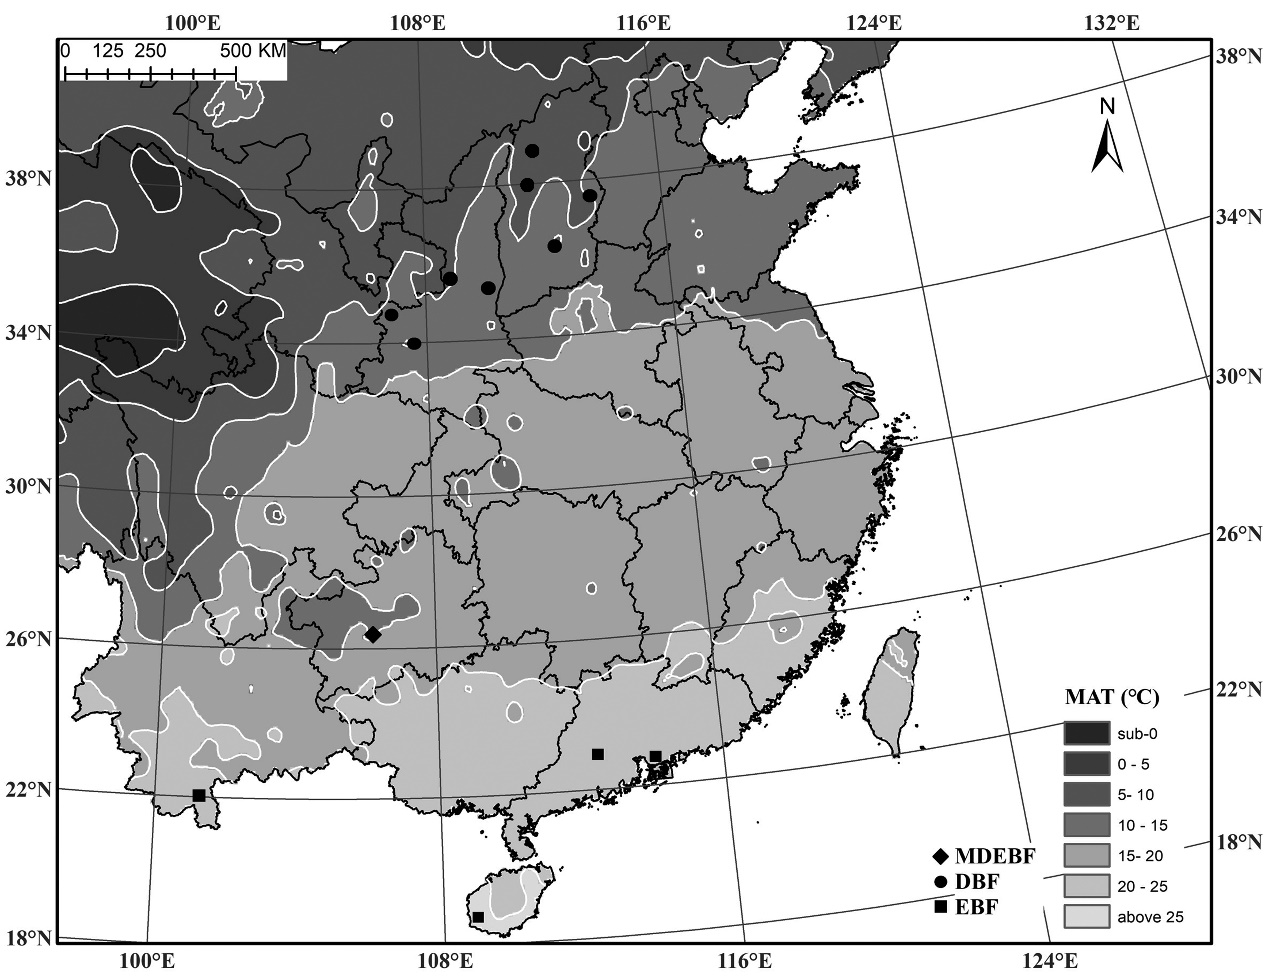 100°E 108°E 116°E 124°E 132°E
0 125 250 500 KM
38°N
N
38°N
34°N
34°N
30°N
30°N
26°N
26°N
22°N
22°N
18°N
18°N
MAT (℃)
sub-0
0 - 5
5- 10
10 - 15
15- 20
20 - 25
above 25
MDEBF
DBF
EBF
100°E 108°E 116°E 124°E